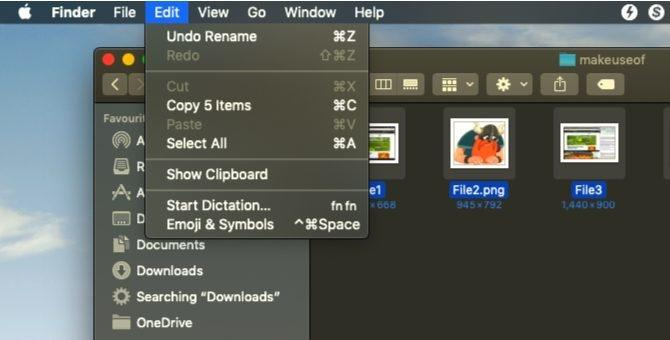 Finder File Edit View Go Window Help
Undo Rename ⌘Z
Redo ⇧⌘Z
Cut ⌘X
Copy 5 Items ⌘C
Paste ⌘V
Select All ⌘A
Show Clipboard
Start Dictation... fn fn
Emoji & Symbols ^⌘Space
makeuseof
Favourit
A
R
A
D
Documents
Downloads
Searching “Downloads”
OneDrive
e1 File2.png File3
×668 945×792 1,440×900